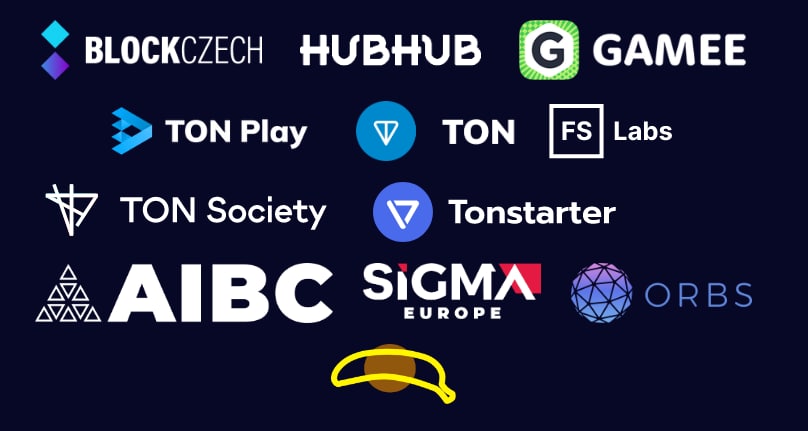 BLOCKCZECH HUBHUB G GAMEE
TON Play TON FS Labs
TON Society Tonstarter
AIBC SiGMA EUROPE ORBS